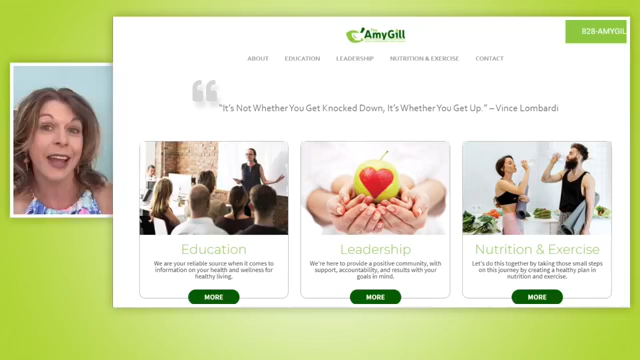 AmyGill
828-AMYGIL
ABOUT EDUCATION LEADERSHIP NUTRITION & EXERCISE CONTACT
“It’s Not Whether You Get Knocked Down, It’s Whether You Get Up.” – Vince Lombardi
Education
We are your reliable source when it comes to
information on your health and wellness for
healthy living.
MORE
Leadership
We're here to provide a positive community, with
support, accountability, and results with your
goals in mind.
MORE
Nutrition & Exercise
Let's do this together by taking those small steps
on this journey by creating a healthy plan in
nutrition and exercise.
MORE